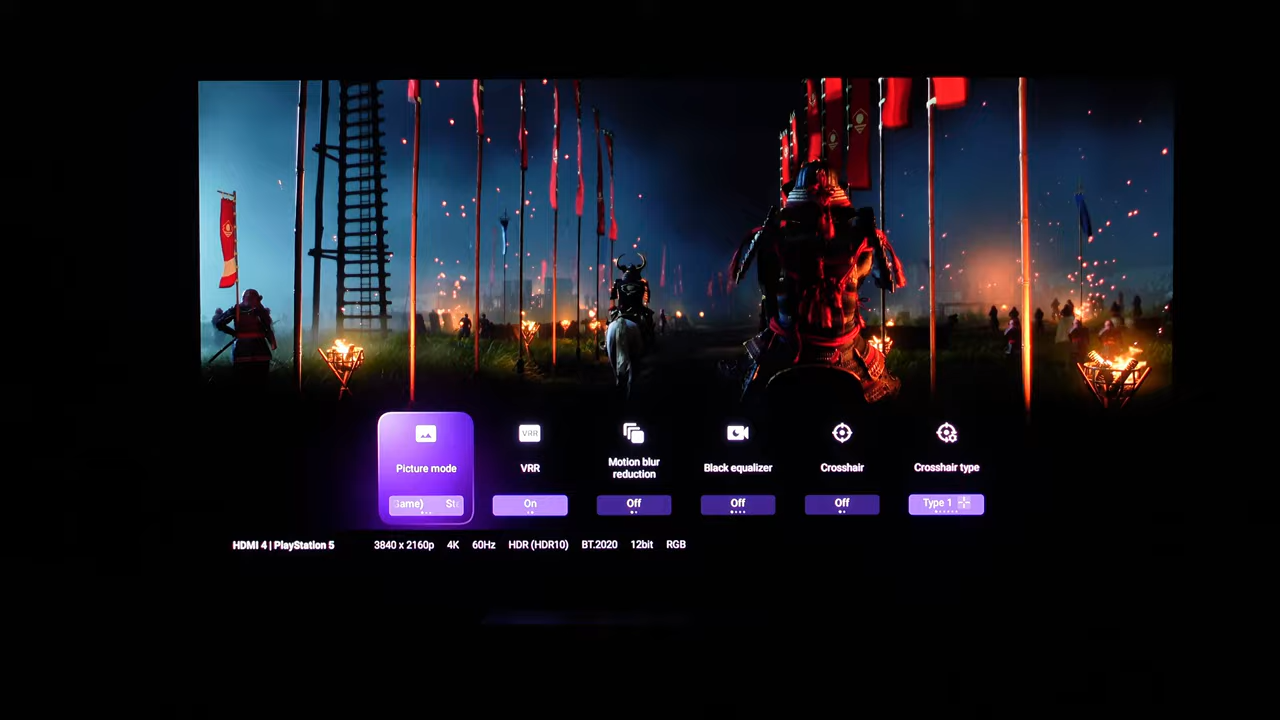 VRR
Picture mode
VRR
Motion blur
reduction
Black equalizer
Crosshair
Crosshair type
On
Off
Off
Off
Type 1
HDMI 4 | PlayStation 5
3840 x 2160p 4K 60Hz HDR (HDR10) BT.2020 12bit RGB